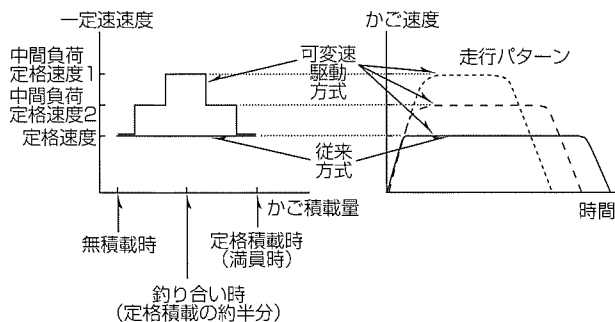 一定速速度
中間負荷
定格速度1
中間負荷
定格速度2
定格速度
可変速
駆動
方式
従来
方式
かご積載量
無積載時
定格積載時
(満員時)
釣り合い時
(定格積載の約半分)
かご速度
走行パターン
時間